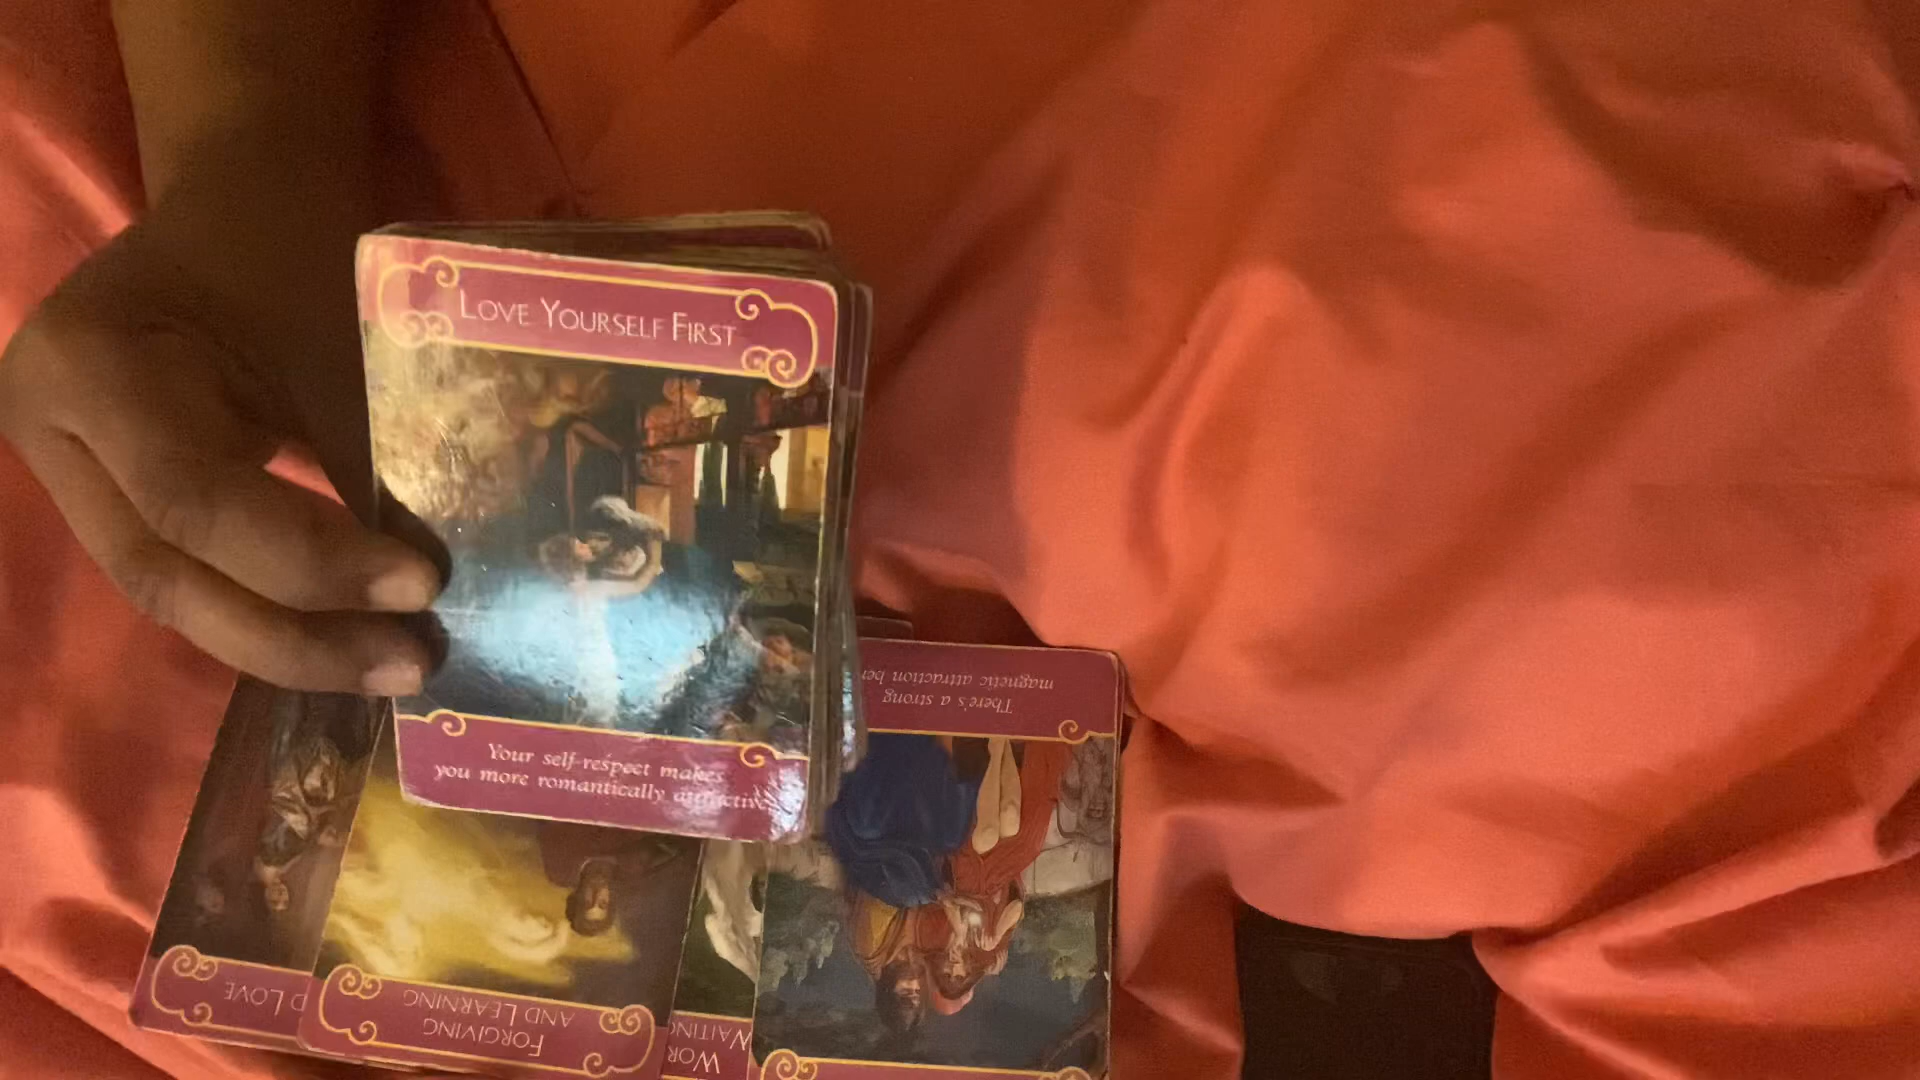 LOVE YOURSELF FIRST
Your self-respect makes
you more romantically attractive
There's a strong
magnetic attraction
LOVE
FORGIVING
AND LEARNING
WAITING